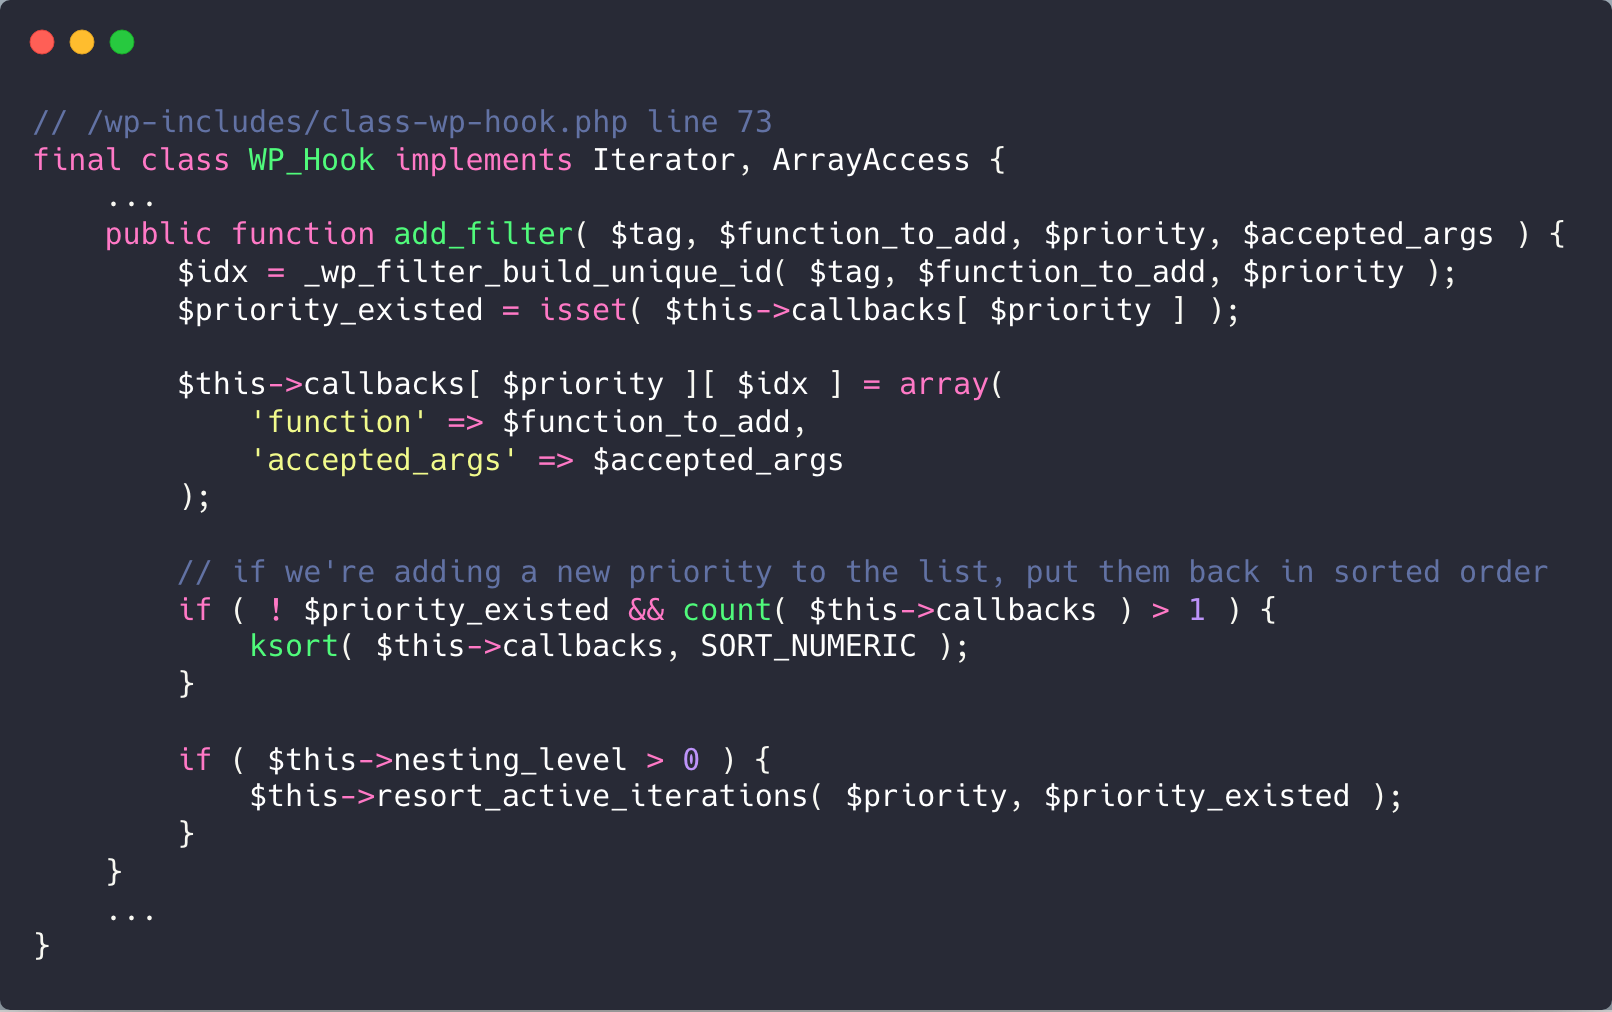 // /wp-includes/class-wp-hook.php line 73
final class WP_Hook implements Iterator, ArrayAccess {
    ...
    public function add_filter( $tag, $function_to_add, $priority, $accepted_args ) {
        $idx = _wp_filter_build_unique_id( $tag, $function_to_add, $priority );
        $priority_existed = isset( $this->callbacks[ $priority ] );

        $this->callbacks[ $priority ][ $idx ] = array(
            'function' => $function_to_add,
            'accepted_args' => $accepted_args
        );

        // if we're adding a new priority to the list, put them back in sorted order
        if ( ! $priority_existed && count( $this->callbacks ) > 1 ) {
            ksort( $this->callbacks, SORT_NUMERIC );
        }

        if ( $this->nesting_level > 0 ) {
            $this->resort_active_iterations( $priority, $priority_existed );
        }
    }
    ...
}